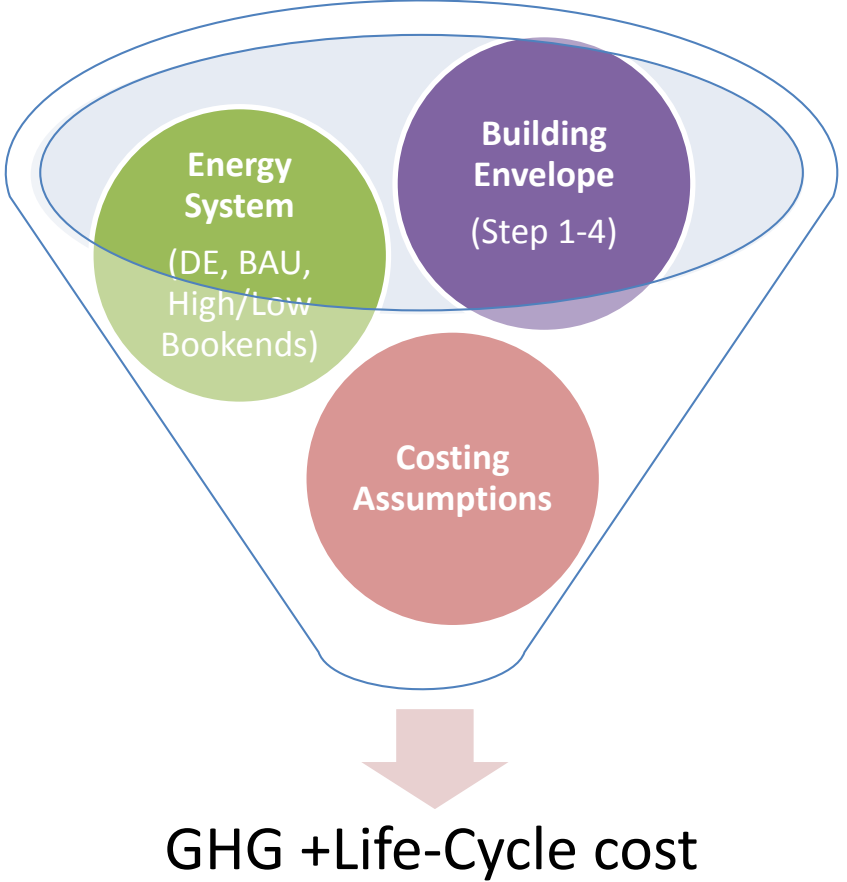 Energy
System
(DE, BAU,
High/Low
Bookends)
Building
Envelope
(Step 1-4)
Costing
Assumptions
GHG +Life-Cycle cost